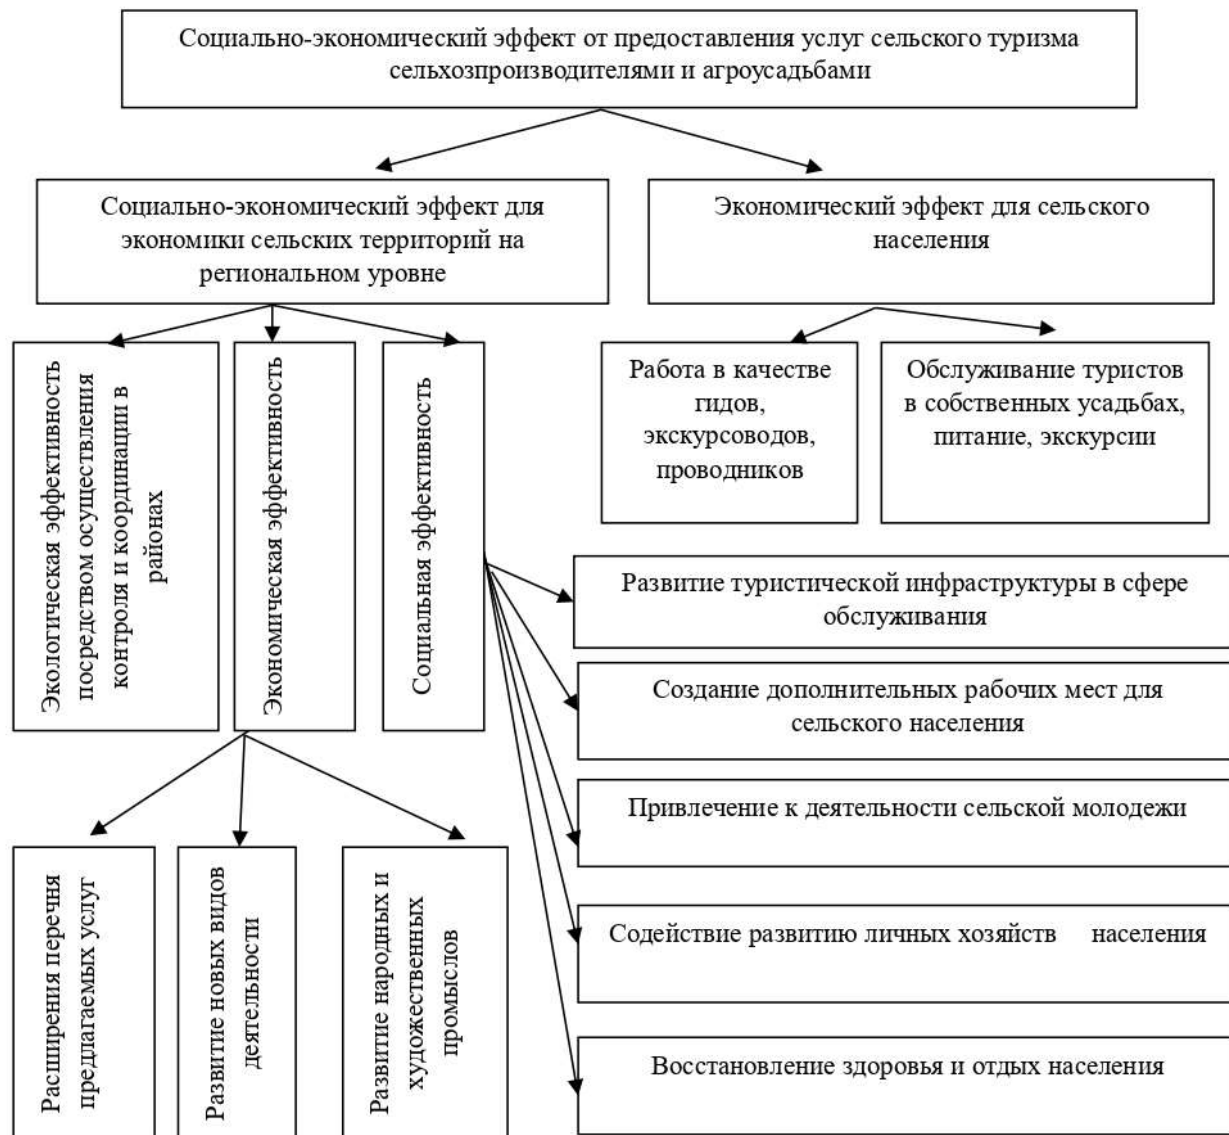 Социально-экономический эффект от предоставления услуг сельского туризма
сельхозпроизводителями и агроусадьбами
Социально-экономический эффект для
экономики сельских территорий на
региональном уровне
Экономический эффект для сельского
населения
Экологическая эффективность
посредством осуществления
контроля и координации в
районах
Экономическая эффективность
Социальная эффективность
Работа в качестве
гидов,
экскурсоводов,
проводников
Обслуживание туристов
в собственных усадьбах,
питание, экскурсии
Развитие туристической инфраструктуры в сфере
обслуживания
Создание дополнительных рабочих мест для
сельского населения
Привлечение к деятельности сельской молодежи
Содействие развитию личных хозяйств населения
Восстановление здоровья и отдых населения
Расширения перечня
предлагаемых услуг
Развитие новых видов
деятельности
Развитие народных и
художественных
промыслов